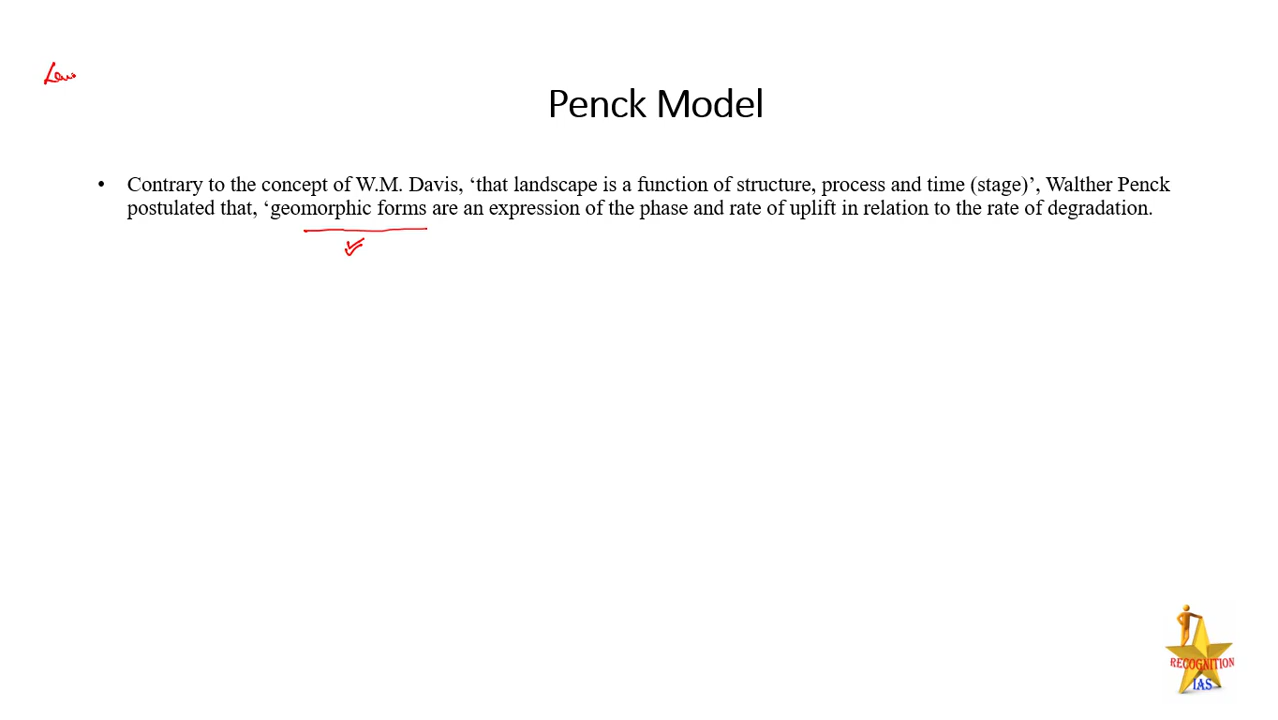 Penck Model
• Contrary to the concept of W.M. Davis, ‘that landscape is a function of structure, process and time (stage)’, Walther Penck
postulated that, ‘geomorphic forms are an expression of the phase and rate of uplift in relation to the rate of degradation.
RECOGNITION
IAS